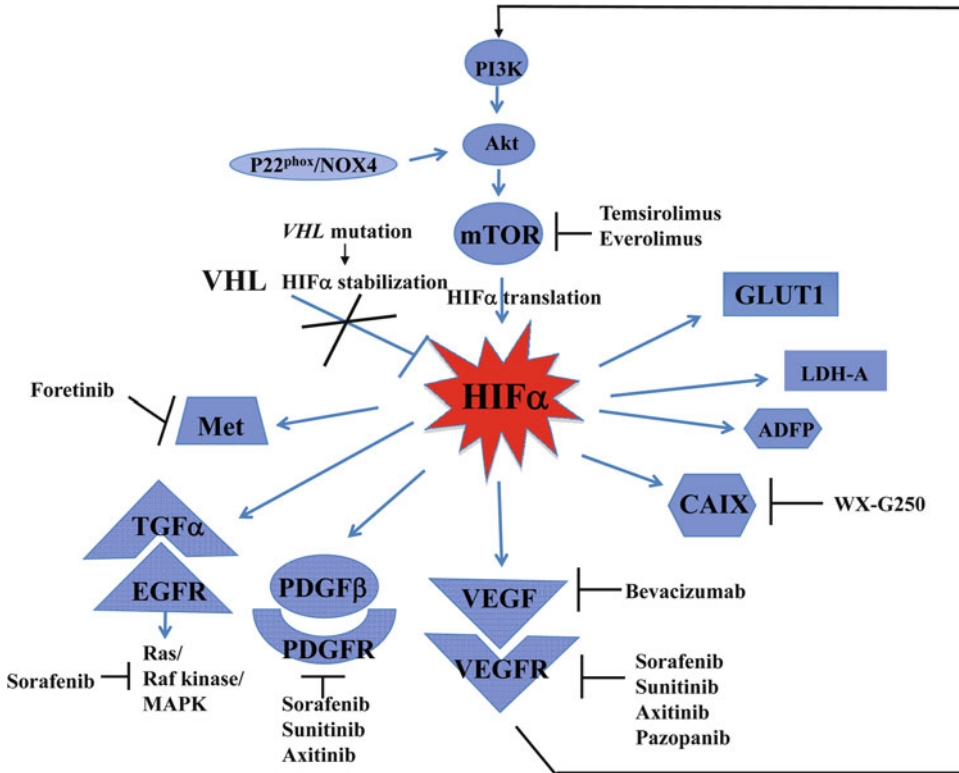 PI3K
Akt
P22phox/NOX4
mTOR
Temsirolimus
Everolimus
VHL mutation
VHL
HIFα stabilization
HIFα translation
GLUT1
HIFα
LDH-A
Foretinib
Met
ADFP
CAIX
WX-G250
TGFα
EGFR
PDGFβ
VEGF
Bevacizumab
PDGFR
VEGFR
Sorafenib
Ras/
Raf kinase/
MAPK
Sorafenib
Sunitinib
Axitinib
Sorafenib
Sunitinib
Axitinib
Pazopanib